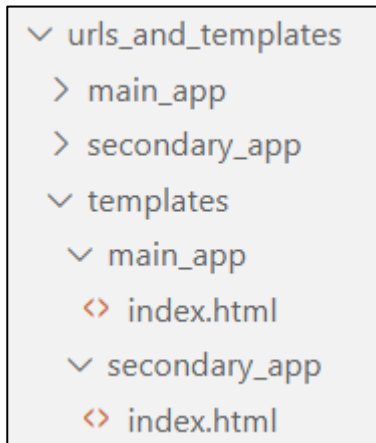 urls_and_templates
main_app
secondary_app
templates
main_app
<> index.html
secondary_app
<> index.html